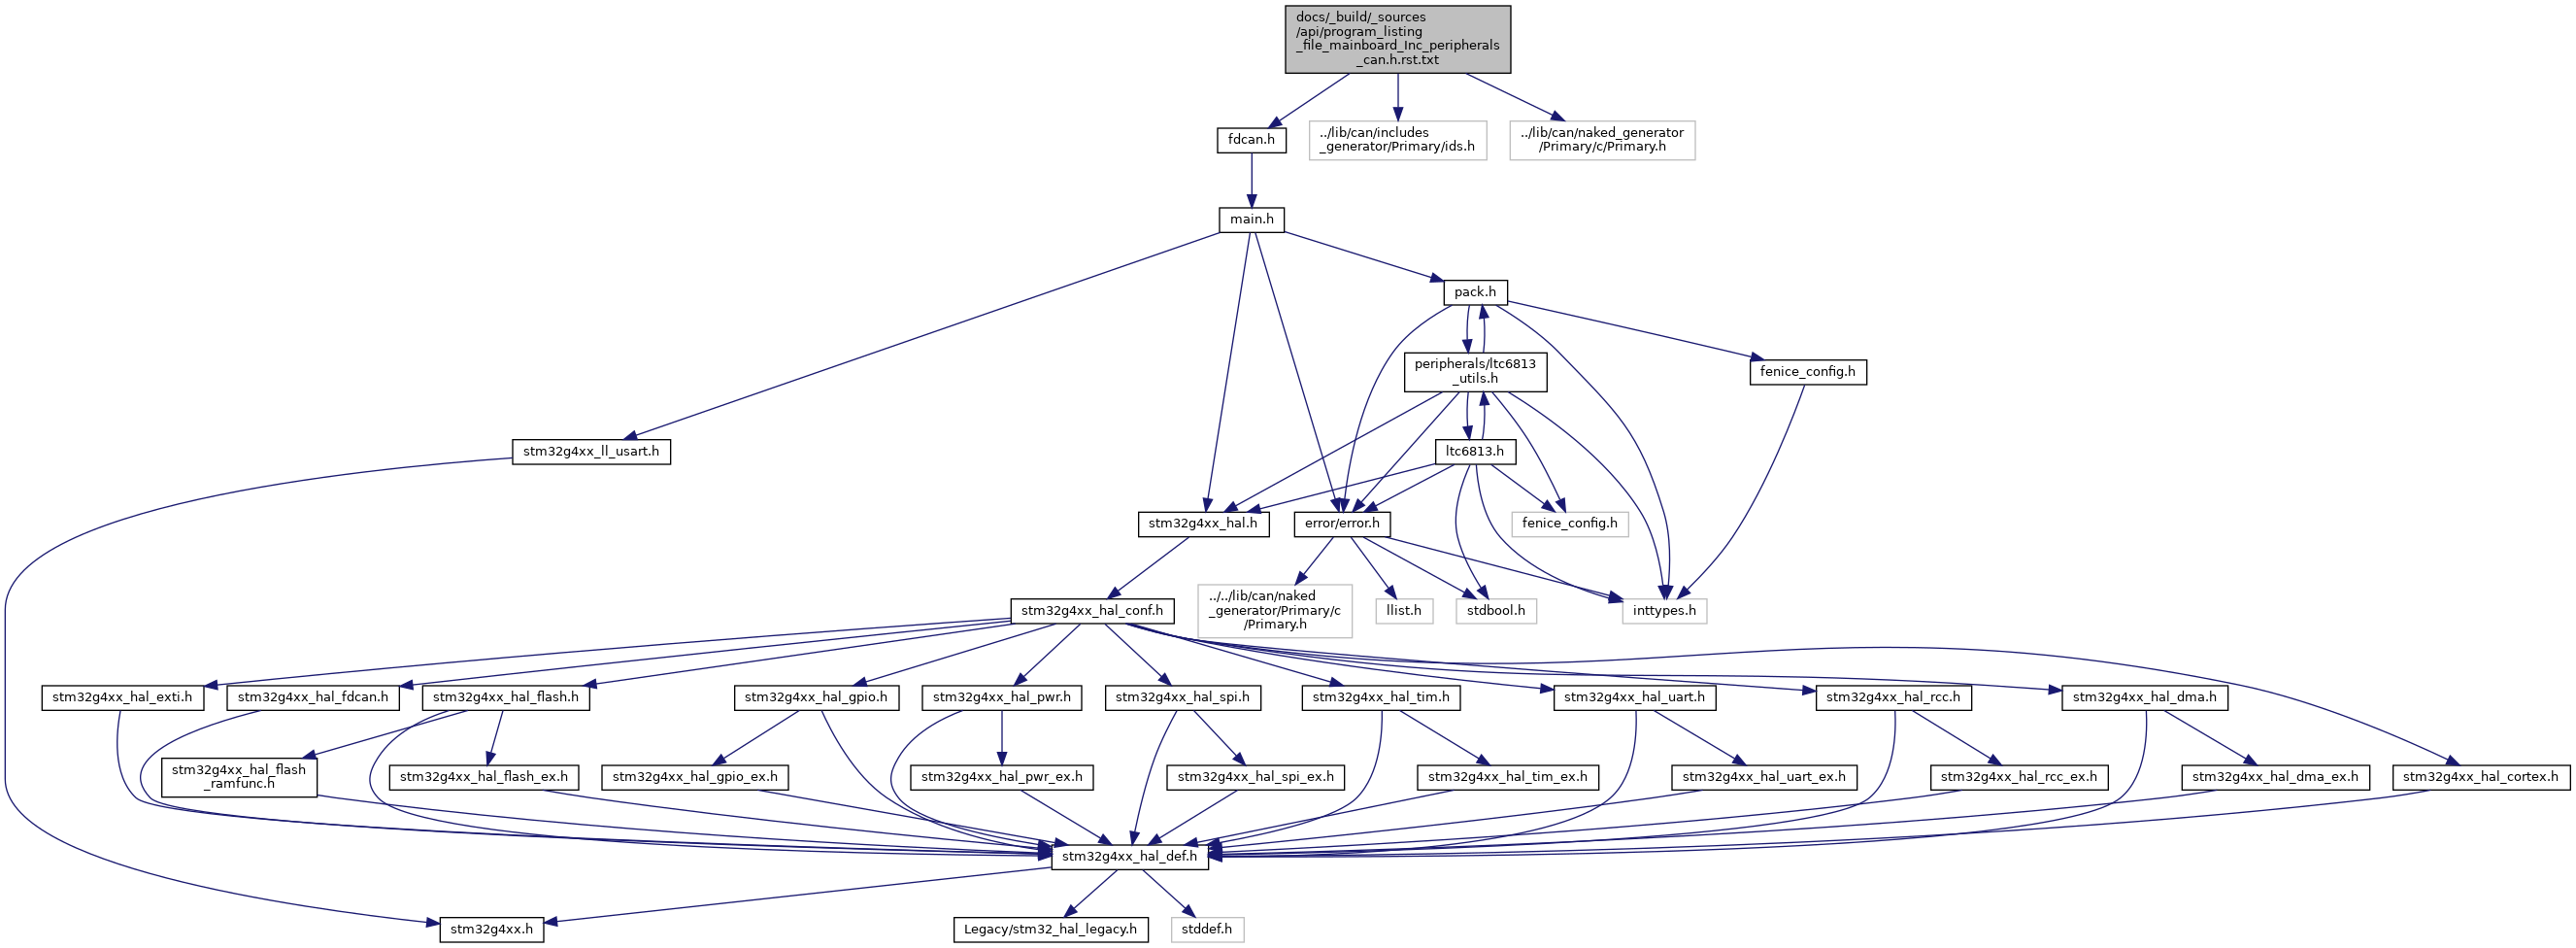 docs/_build/_sources
/api/program_listing
_file_mainboard_Inc_peripherals
_can.h.rst.txt
fdcan.h
../lib/can/includes
_generator/Primary/ids.h
../lib/can/naked_generator
/Primary/c/Primary.h
main.h
pack.h
peripherals/ltc6813
_utils.h
fenice_config.h
stm32g4xx_ll_usart.h
ltc6813.h
stm32g4xx_hal.h
error/error.h
fenice_config.h
stm32g4xx_hal_conf.h
../../lib/can/naked
_generator/Primary/c
/Primary.h
llist.h
stdbool.h
inttypes.h
stm32g4xx_hal_exti.h
stm32g4xx_hal_fdcan.h
stm32g4xx_hal_flash.h
stm32g4xx_hal_gpio.h
stm32g4xx_hal_pwr.h
stm32g4xx_hal_spi.h
stm32g4xx_hal_tim.h
stm32g4xx_hal_uart.h
stm32g4xx_hal_rcc.h
stm32g4xx_hal_dma.h
stm32g4xx_hal_flash
_ramfunc.h
stm32g4xx_hal_flash_ex.h
stm32g4xx_hal_gpio_ex.h
stm32g4xx_hal_pwr_ex.h
stm32g4xx_hal_spi_ex.h
stm32g4xx_hal_tim_ex.h
stm32g4xx_hal_uart_ex.h
stm32g4xx_hal_rcc_ex.h
stm32g4xx_hal_dma_ex.h
stm32g4xx_hal_cortex.h
stm32g4xx_hal_def.h
stm32g4xx.h
Legacy/stm32_hal_legacy.h
stddef.h